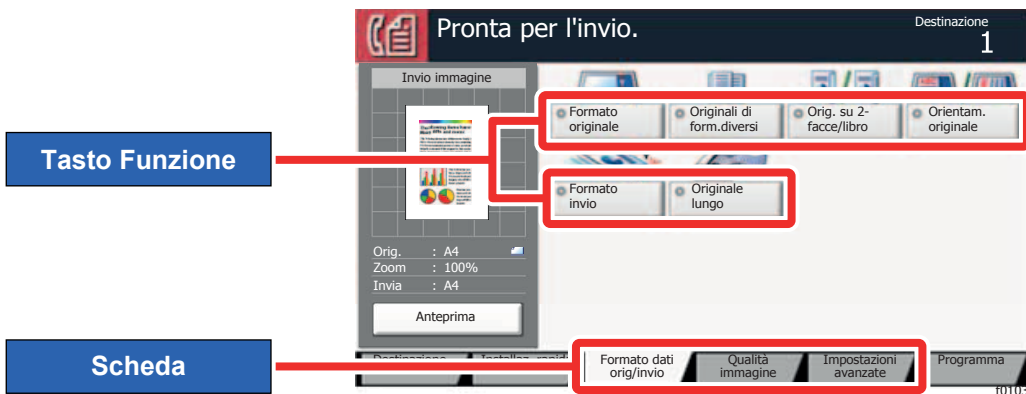 Pronta per l'invio.
Destinazione
1
Invio immagine
Tasto Funzione
Formato
originale
Originali di
form.diversi
Orig. su 2-
facce/libro
Orientam.
originale
Formato
invio
Originale
lungo
Orig. : A4
Zoom : 100%
Invia : A4
Anteprima
Scheda
Destinazione
Formato dati
orig/invio
Qualità
immagine
Impostazioni
avanzate
Programma